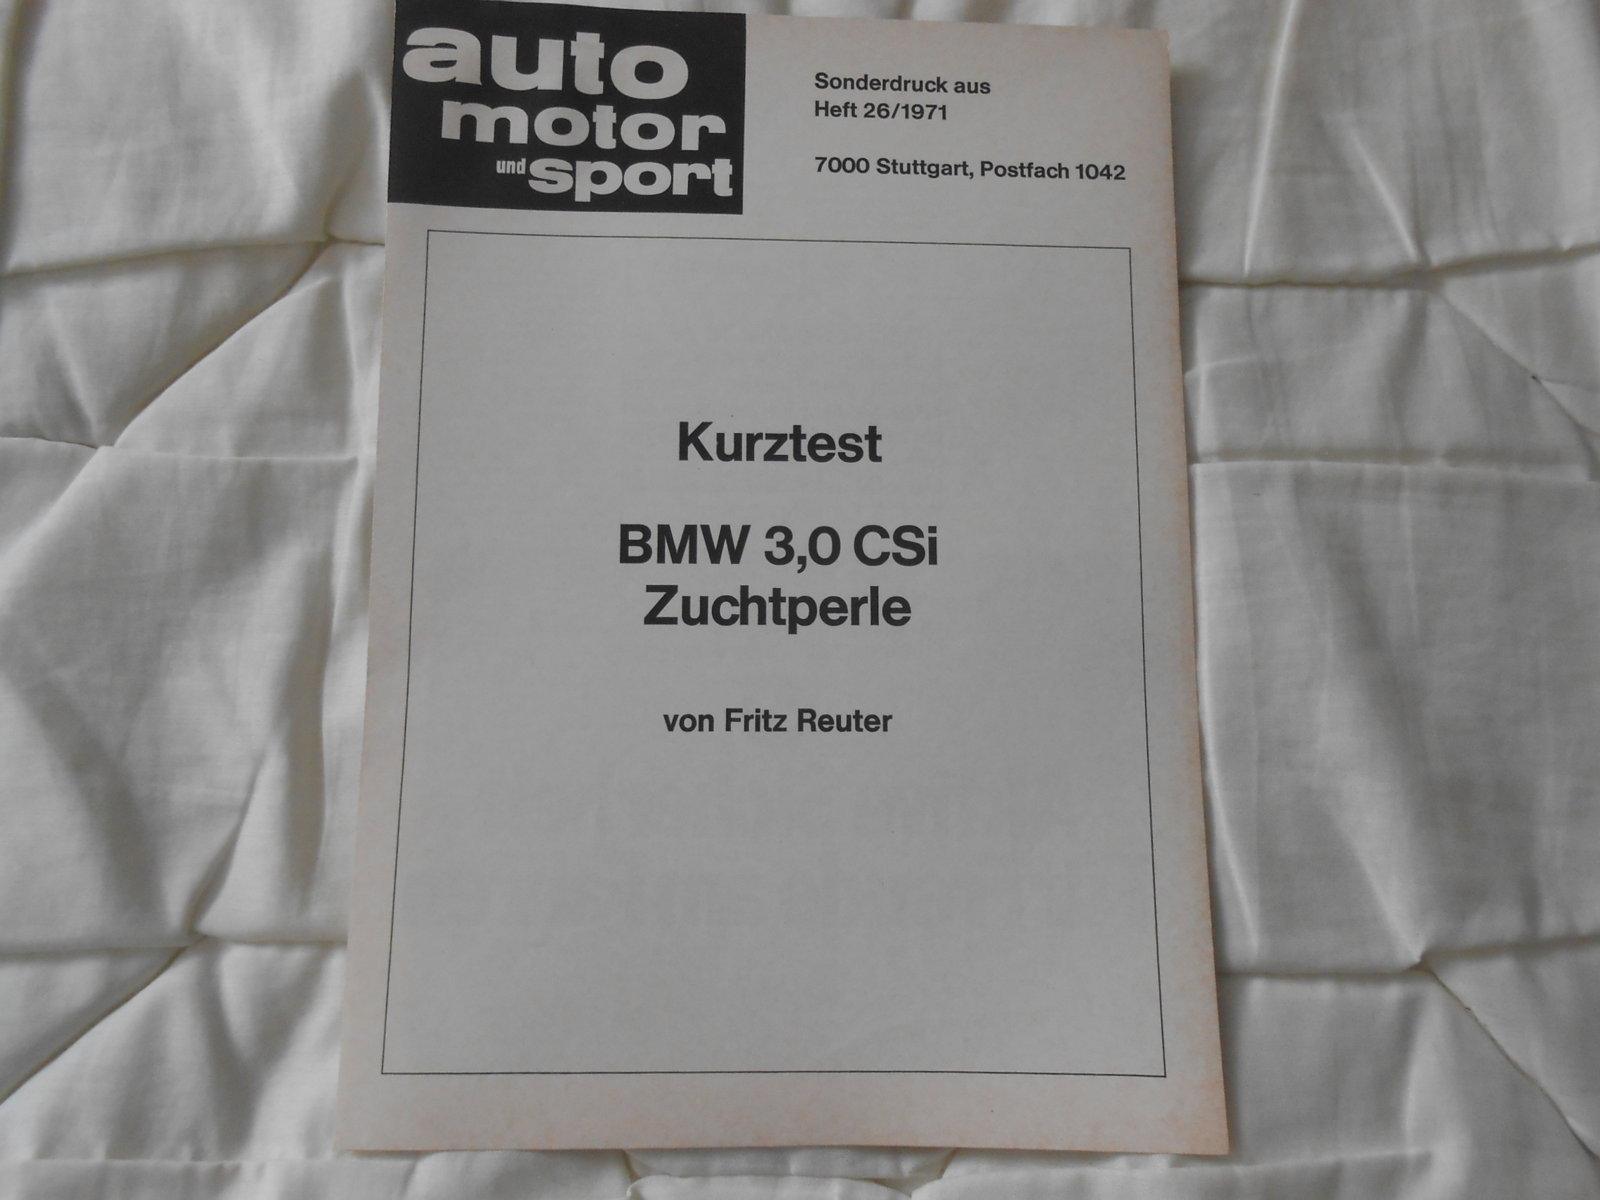 auto
motor
und sport
Sonderdruck aus
Heft 26/1971
7000 Stuttgart, Postfach 1042
Kurztest
BMW 3,0 CSi
Zuchtperle
von Fritz Reuter